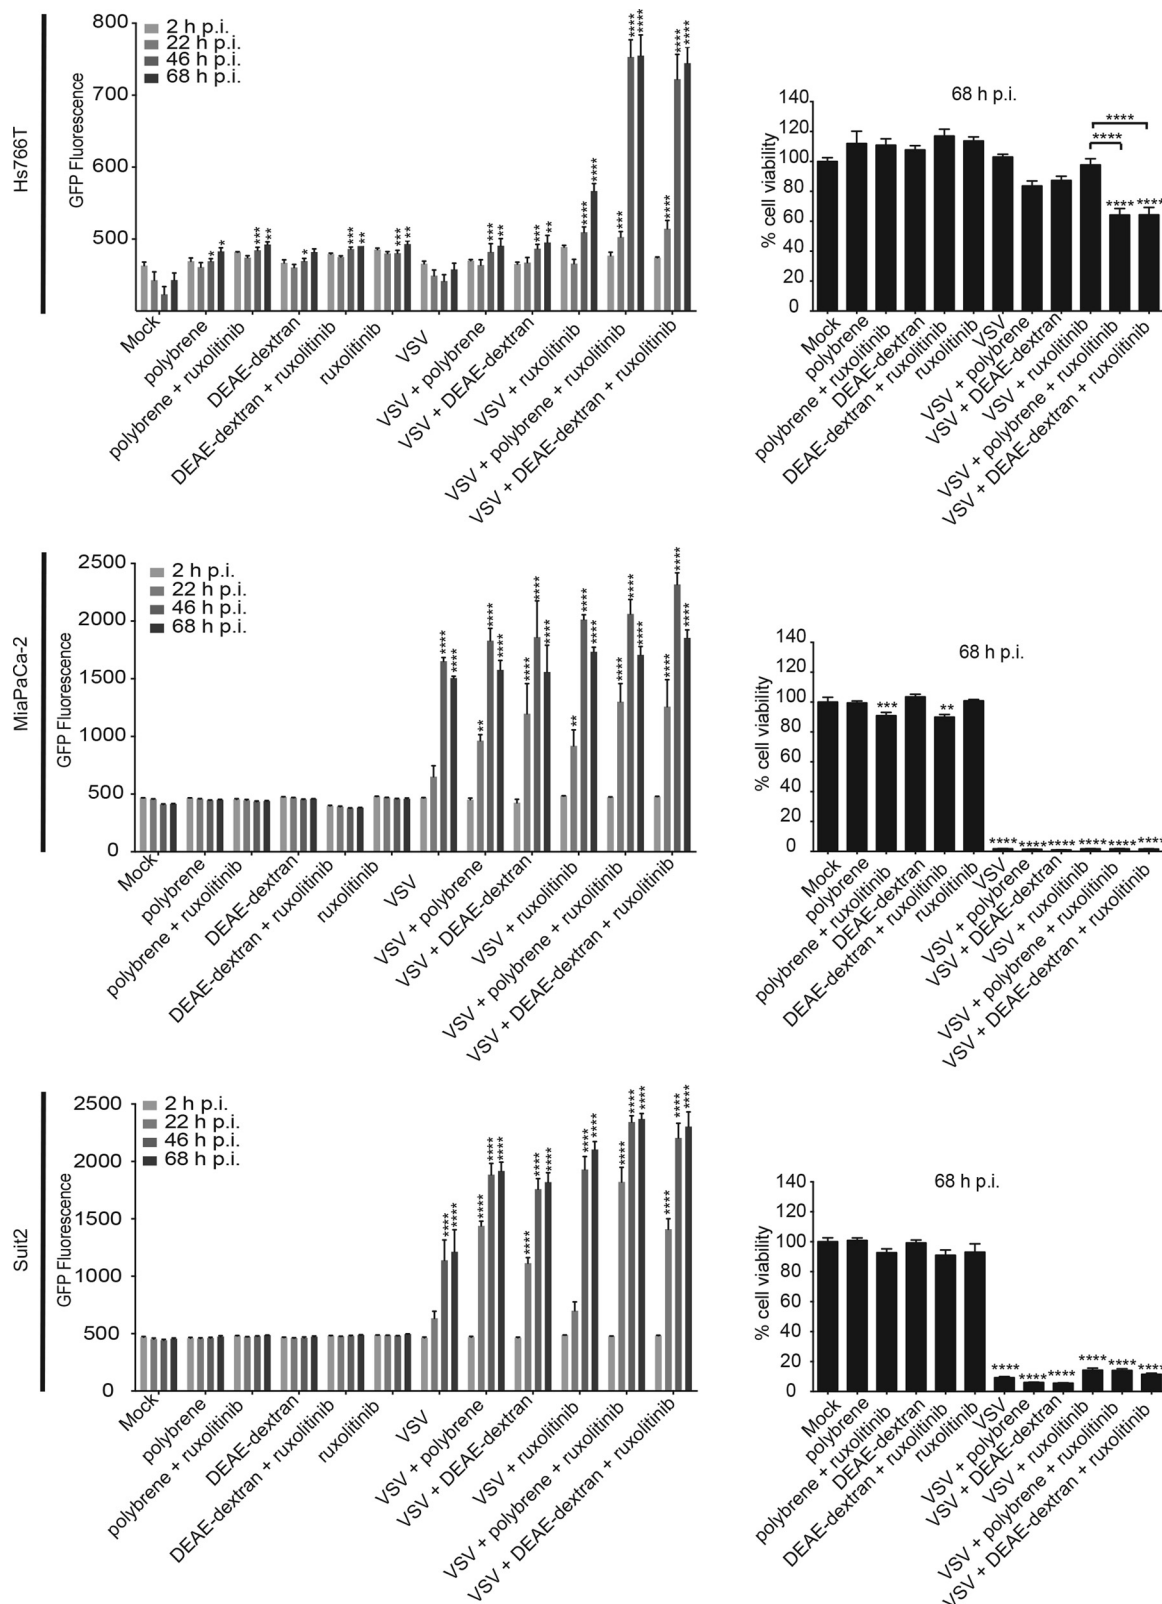 Hs766T
GFP Fluorescence
800
700
600
500
2 h p.i.
22 h p.i.
46 h p.i.
68 h p.i.
* * *** ** * *** ** *** ** *** *** *** ** **** **** *** **** **** **** **** ****
Mock
polybrene
polybrene + ruxolitinib
DEAE-dextran
DEAE-dextran + ruxolitinib
ruxolitinib
VSV
VSV + polybrene
VSV + DEAE-dextran
VSV + ruxolitinib
VSV + polybrene + ruxolitinib
VSV + DEAE-dextran + ruxolitinib
68 h p.i.
% cell viability
140
120
100
80
60
40
20
0
****
****
**** ****
Mock
polybrene
polybrene + ruxolitinib
DEAE-dextran
DEAE-dextran + ruxolitinib
ruxolitinib
VSV
VSV + polybrene
VSV + DEAE-dextran
VSV + ruxolitinib
VSV + polybrene + ruxolitinib
VSV + DEAE-dextran + ruxolitinib
MiaPaCa-2
GFP Fluorescence
2500
2000
1500
1000
500
0
2 h p.i.
22 h p.i.
46 h p.i.
68 h p.i.
**** **** ** **** **** **** **** **** ** **** **** **** **** **** **** **** ****
Mock
polybrene
polybrene + ruxolitinib
DEAE-dextran
DEAE-dextran + ruxolitinib
ruxolitinib
VSV
VSV + polybrene
VSV + DEAE-dextran
VSV + ruxolitinib
VSV + polybrene + ruxolitinib
VSV + DEAE-dextran + ruxolitinib
68 h p.i.
% cell viability
140
120
100
80
60
40
20
0
*** **
**** **** **** **** **** ****
Mock
polybrene
polybrene + ruxolitinib
DEAE-dextran
DEAE-dextran + ruxolitinib
ruxolitinib
VSV
VSV + polybrene
VSV + DEAE-dextran
VSV + ruxolitinib
VSV + polybrene + ruxolitinib
VSV + DEAE-dextran + ruxolitinib
Suit2
GFP Fluorescence
2500
2000
1500
1000
500
0
2 h p.i.
22 h p.i.
46 h p.i.
68 h p.i.
**** **** **** **** **** **** **** **** **** **** **** **** **** **** **** ****
Mock
polybrene
polybrene + ruxolitinib
DEAE-dextran
DEAE-dextran + ruxolitinib
ruxolitinib
VSV
VSV + polybrene
VSV + DEAE-dextran
VSV + ruxolitinib
VSV + polybrene + ruxolitinib
VSV + DEAE-dextran + ruxolitinib
68 h p.i.
% cell viability
140
120
100
80
60
40
20
0
**** **** **** **** **** ****
Mock
polybrene
polybrene + ruxolitinib
DEAE-dextran
DEAE-dextran + ruxolitinib
ruxolitinib
VSV
VSV + polybrene
VSV + DEAE-dextran
VSV + ruxolitinib
VSV + polybrene + ruxolitinib
VSV + DEAE-dextran + ruxolitinib